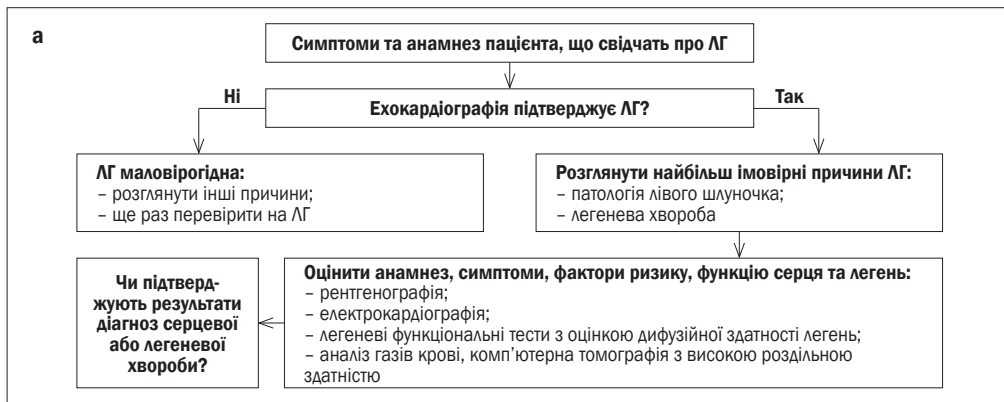 а
Симптоми та анамнез пацієнта, що свідчать про ЛГ
Ехокардіографія підтверджує ЛГ?
Ні
Так
ЛГ маловірогідна:
– розглянути інші причини;
– ще раз перевірити на ЛГ
Розглянути найбільш імовірні причини ЛГ:
– патологія лівого шлуночка;
– легенева хвороба
Оцінити анамнез, симптоми, фактори ризику, функцію серця та легень:
– рентгенографія;
– електрокардіографія;
– легеневі функціональні тести з оцінкою дифузійної здатності легень;
– аналіз газів крові, комп’ютерна томографія з високою роздільною
здатністю
Чи підтверд-
жують результати
діагноз серцевої
або легеневої
хвороби?